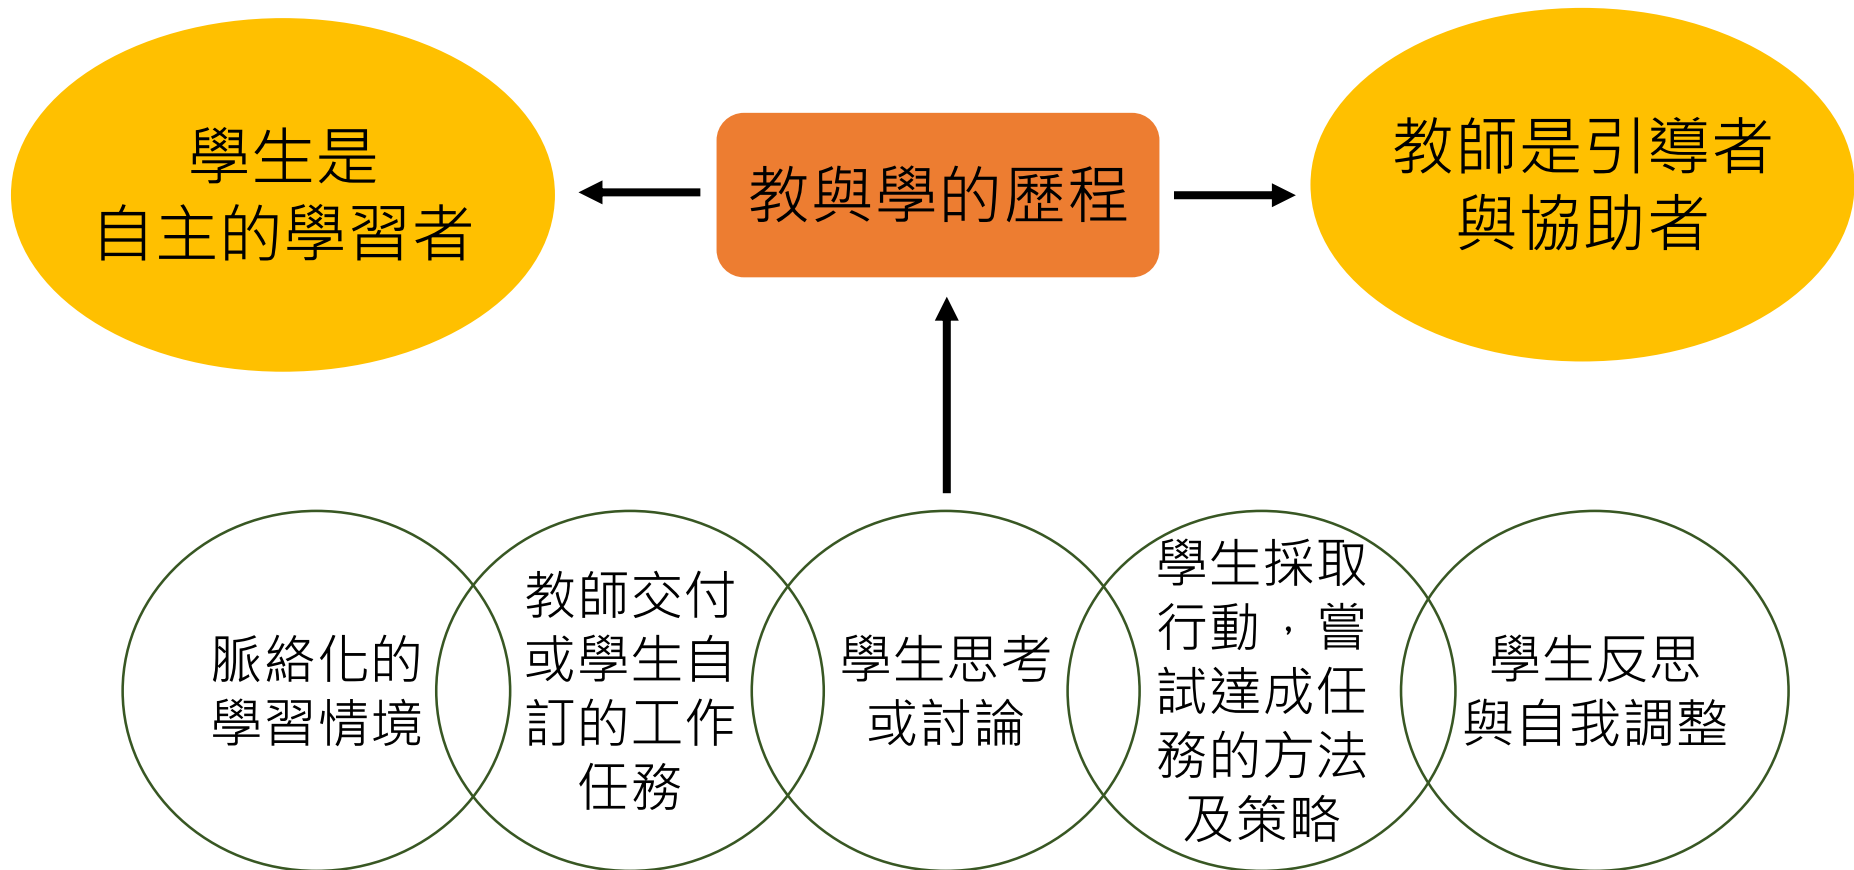 學生是
自主的學習者
教與學的歷程
教師是引導者
與協助者
脈絡化的
學習情境
教師交付
或學生自
訂的工作
任務
學生思考
或討論
學生採取
行動，嘗
試達成任
務的方法
及策略
學生反思
與自我調整